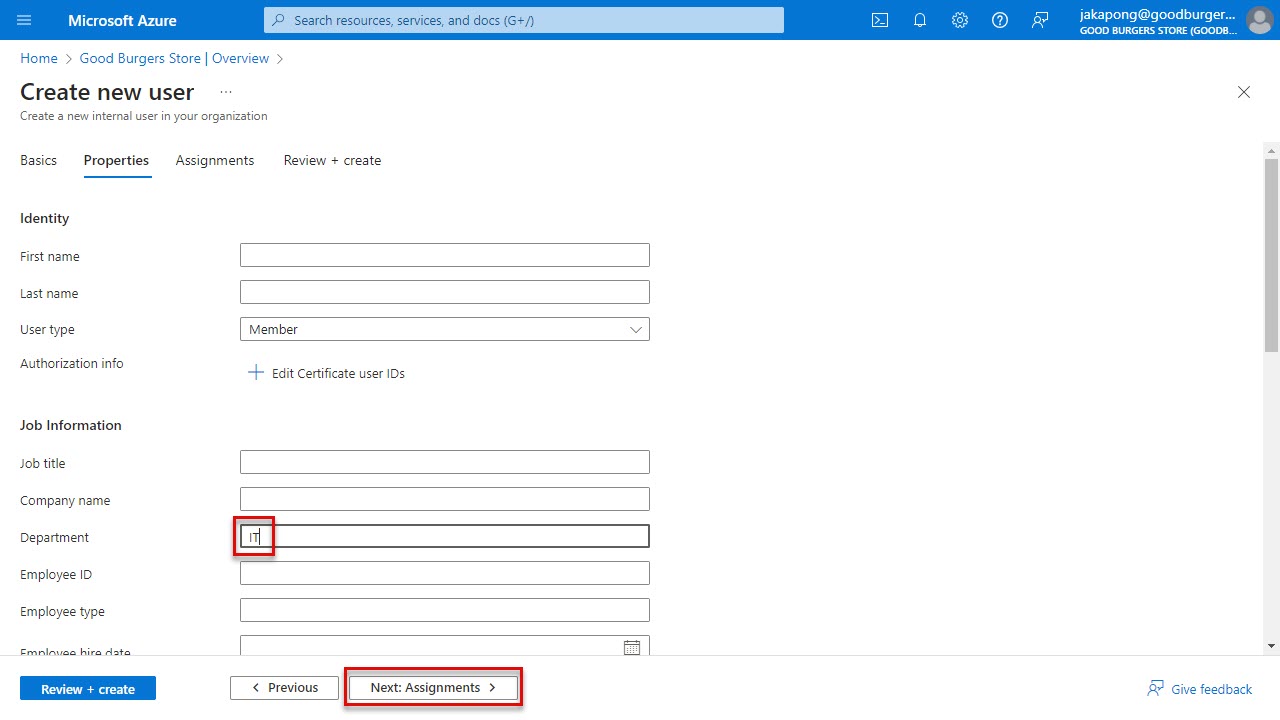 Microsoft Azure
Search resources, services, and docs (G+/)
jakapong@goodburger...
GOOD BURGERS STORE (GOODB...
Home > Good Burgers Store | Overview >
Create new user ...
Create a new internal user in your organization
Basics Properties Assignments Review + create
Identity
First name
Last name
User type Member
Authorization info
+ Edit Certificate user IDs
Job Information
Job title
Company name
Department IT
Employee ID
Employee type
Employee hire date
Review + create < Previous Next: Assignments > Give feedback